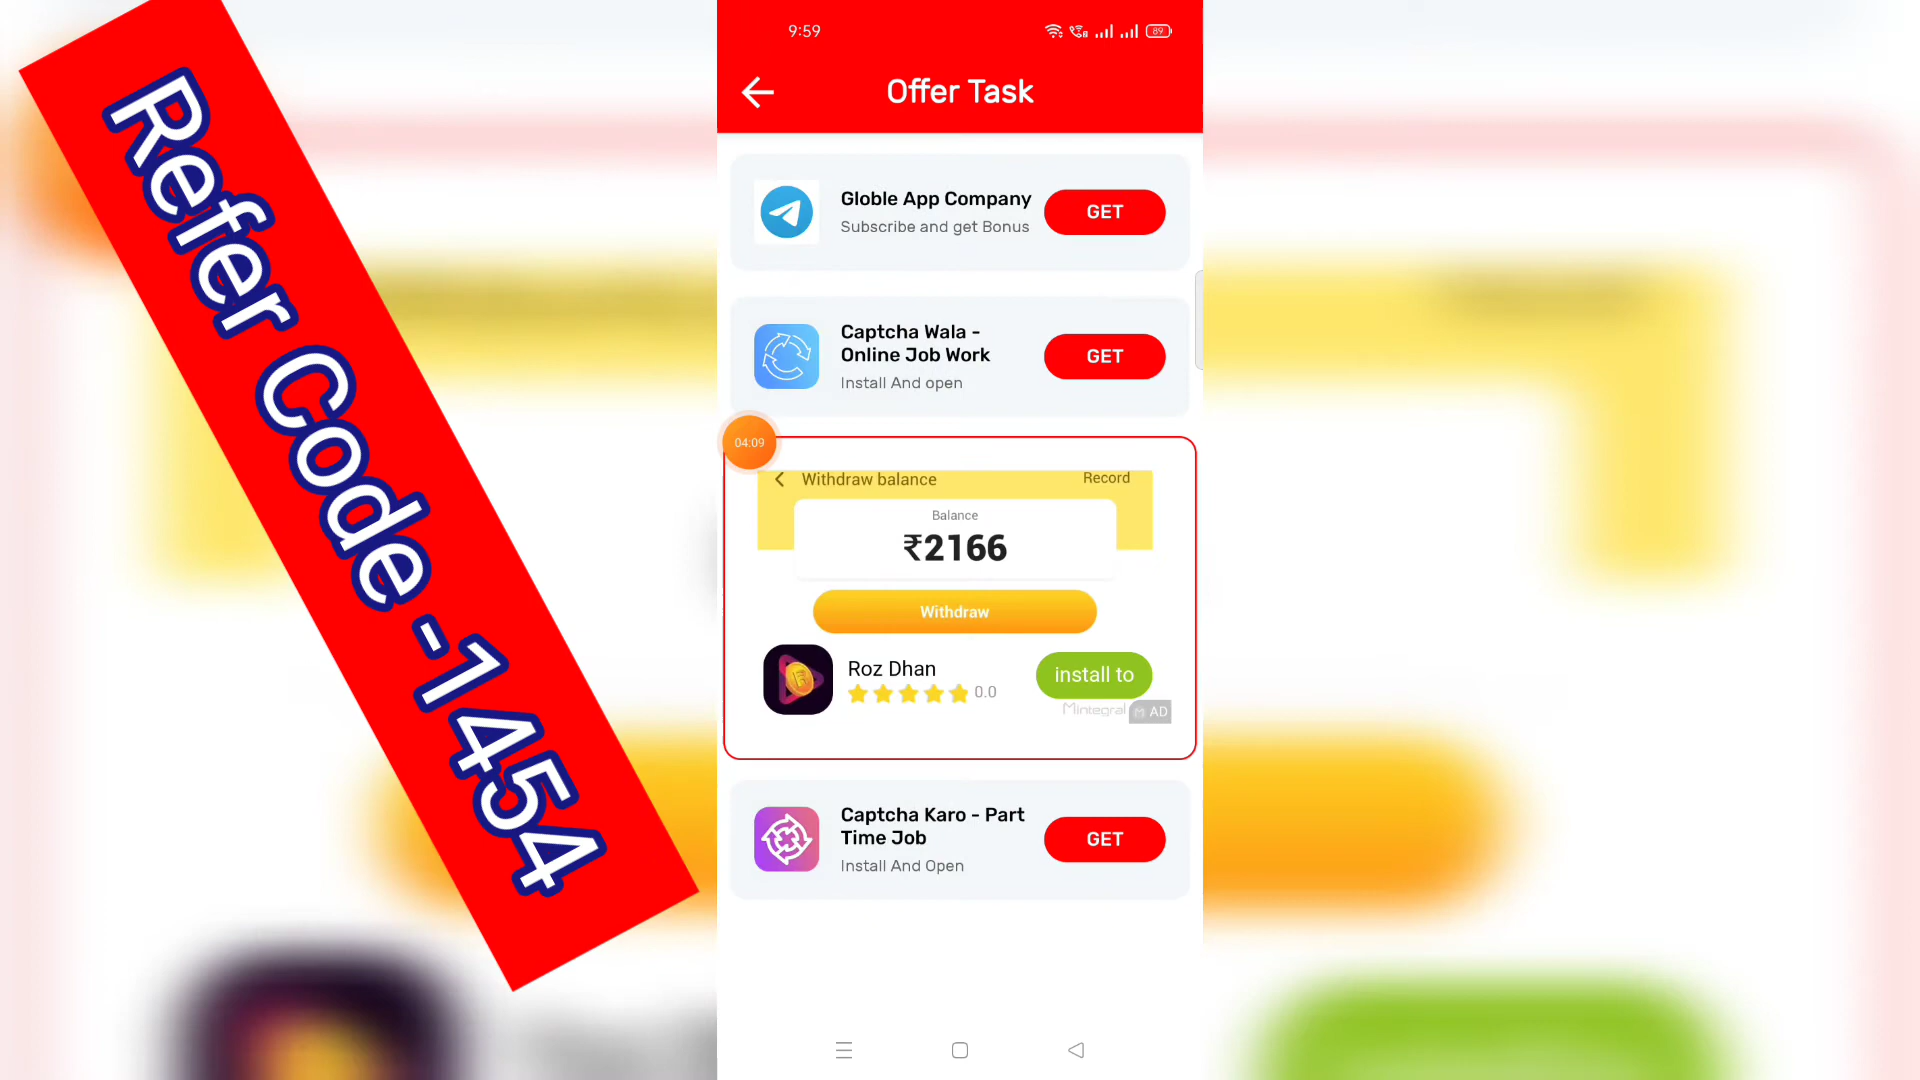 Refer Code -1454
9:59
89
Offer Task
Globle App Company
Subscribe and get Bonus
GET
Captcha Wala -
Online Job Work
Install And open
GET
04:09
Withdraw balance
Record
Balance
₹2166
Withdraw
Roz Dhan
0.0
install to
Mintegral
AD
Captcha Karo - Part
Time Job
Install And Open
GET